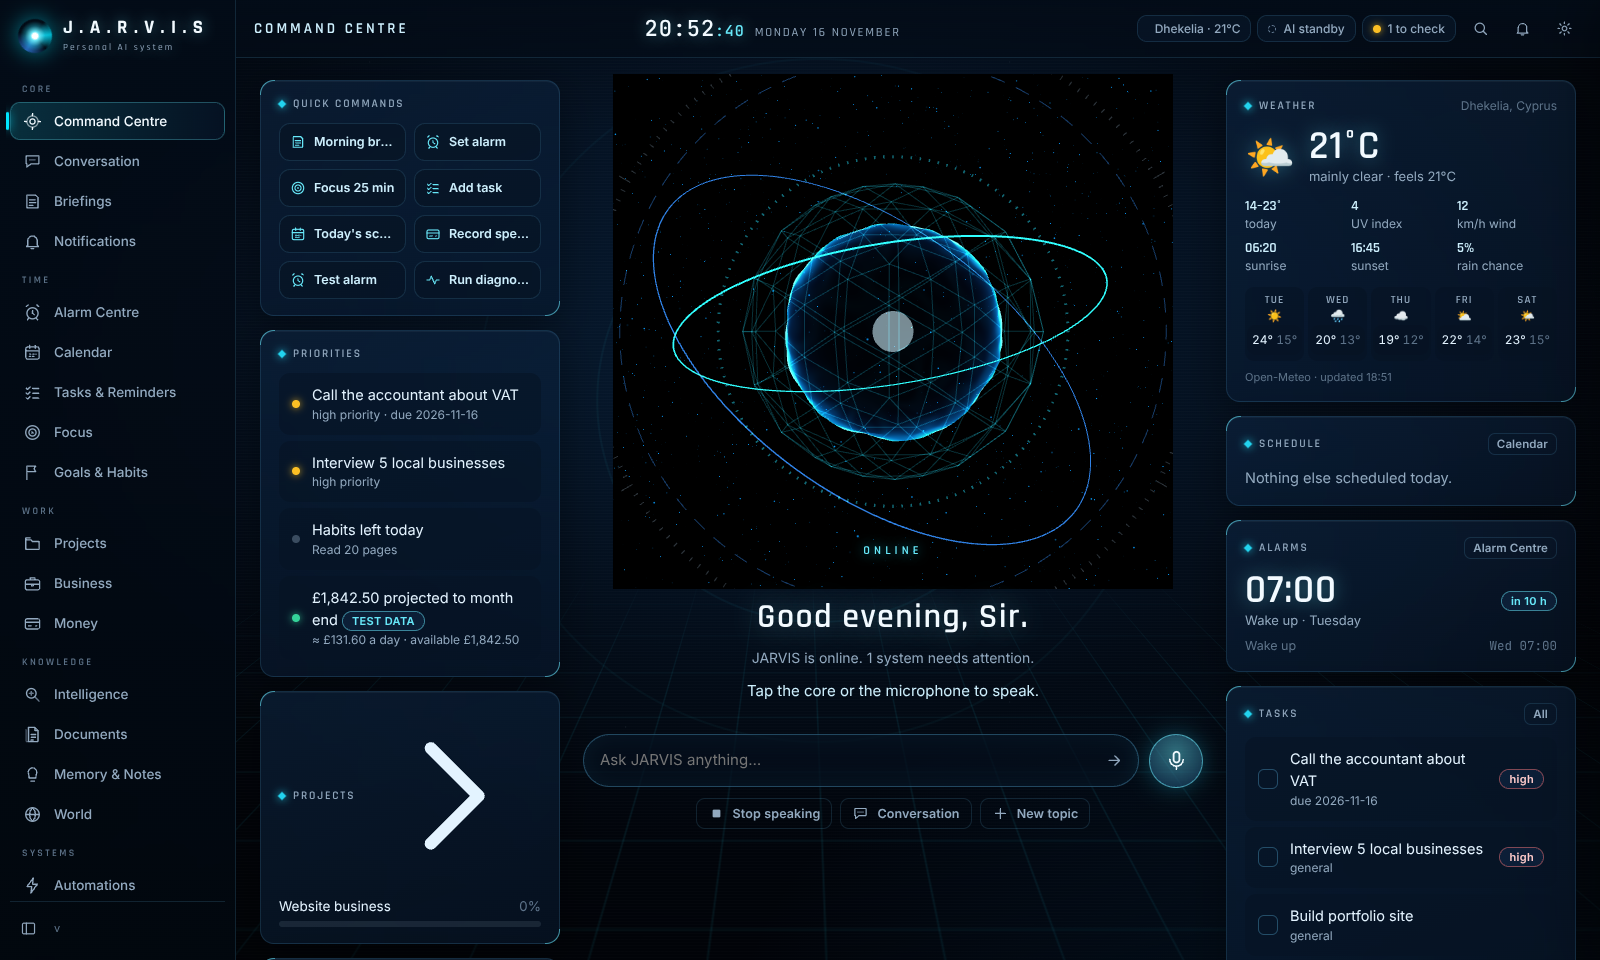 J.A.R.V.I.S
Personal AI system
CORE
Command Centre
Conversation
Briefings
Notifications
TIME
Alarm Centre
Calendar
Tasks & Reminders
Focus
Goals & Habits
WORK
Projects
Business
Money
KNOWLEDGE
Intelligence
Documents
Memory & Notes
World
SYSTEMS
Automations
v
COMMAND CENTRE
20:52:40 MONDAY 16 NOVEMBER
Dhekelia · 21°C
AI standby
1 to check
QUICK COMMANDS
Morning br...
Set alarm
Focus 25 min
Add task
Today's sc...
Record spe...
Test alarm
Run diagno...
PRIORITIES
Call the accountant about VAT
high priority · due 2026-11-16
Interview 5 local businesses
high priority
Habits left today
Read 20 pages
£1,842.50 projected to month
end TEST DATA
≈ £131.60 a day · available £1,842.50
PROJECTS
Website business 0%
ONLINE
Good evening, Sir.
JARVIS is online. 1 system needs attention.
Tap the core or the microphone to speak.
Ask JARVIS anything...
Stop speaking
Conversation
New topic
WEATHER
Dhekelia, Cyprus
21°C
mainly clear · feels 21°C
14-23° 4 12
today UV index km/h wind
06:20 16:45 5%
sunrise sunset rain chance
TUE WED THU FRI SAT
24° 15° 20° 13° 19° 12° 22° 14° 23° 15°
Open-Meteo · updated 18:51
SCHEDULE
Calendar
Nothing else scheduled today.
ALARMS
Alarm Centre
07:00
in 10 h
Wake up · Tuesday
Wake up Wed 07:00
TASKS
All
Call the accountant about
VAT
high
due 2026-11-16
Interview 5 local businesses
high
general
Build portfolio site
general